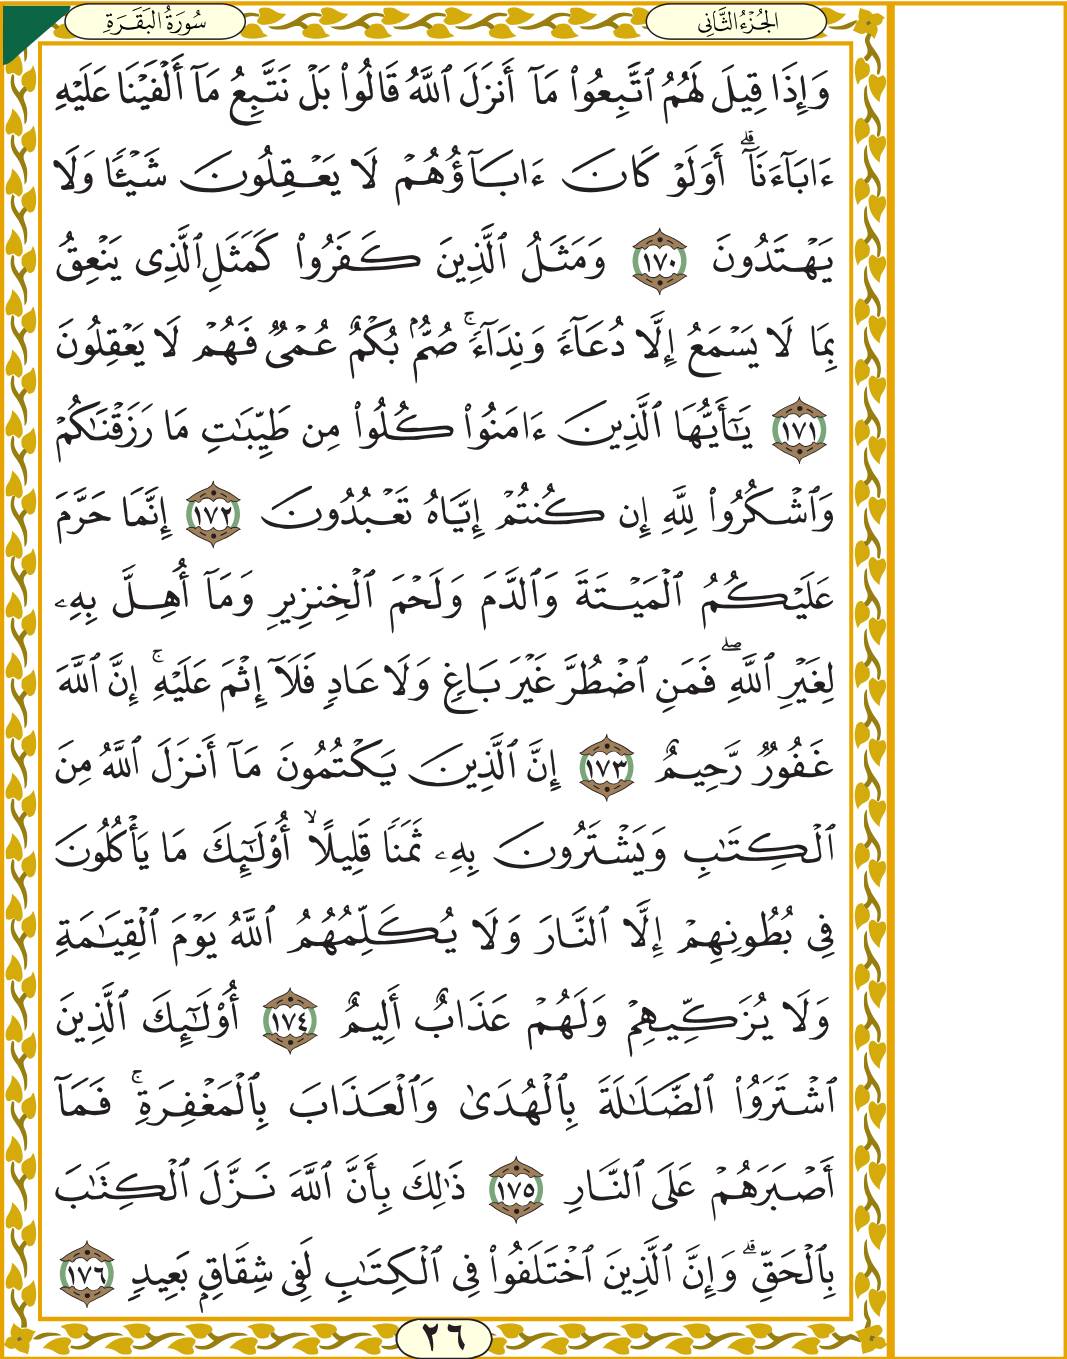 الجُزْءُ الثَّانِي
سُورَةُ البَقَرَةِ
وَإِذَا قِيلَ لَهُمُ ٱتَّبِعُواْ مَآ أَنزَلَ ٱللَّهُ قَالُواْ بَلْ نَتَّبِعُ مَآ أَلْفَيْنَا عَلَيْهِ
ءَابَآءَنَآۗ أَوَلَوْ كَانَ ءَابَآؤُهُمْ لَا يَعْقِلُونَ شَيْـًٔا وَلَا
يَهْتَدُونَ ١٧٠ وَمَثَلُ ٱلَّذِينَ كَفَرُواْ كَمَثَلِ ٱلَّذِى يَنْعِقُ
بِمَا لَا يَسْمَعُ إِلَّا دُعَآءً وَنِدَآءًۚ صُمُّۢ بُكْمٌ عُمْىٌ فَهُمْ لَا يَعْقِلُونَ
١٧١ يَـٰٓأَيُّهَا ٱلَّذِينَ ءَامَنُواْ كُلُواْ مِن طَيِّبَـٰتِ مَا رَزَقْنَـٰكُمْ
وَٱشْكُرُواْ لِلَّهِ إِن كُنتُمْ إِيَّاهُ تَعْبُدُونَ ١٧٢ إِنَّمَا حَرَّمَ
عَلَيْكُمُ ٱلْمَيْتَةَ وَٱلدَّمَ وَلَحْمَ ٱلْخِنزِيرِ وَمَآ أُهِلَّ بِهِۦ
لِغَيْرِ ٱللَّهِۖ فَمَنِ ٱضْطُرَّ غَيْرَ بَاغٍ وَلَا عَادٍ فَلَآ إِثْمَ عَلَيْهِۚ إِنَّ ٱللَّهَ
غَفُورٌ رَّحِيمٌ ١٧٣ إِنَّ ٱلَّذِينَ يَكْتُمُونَ مَآ أَنزَلَ ٱللَّهُ مِنَ
ٱلْكِتَـٰبِ وَيَشْتَرُونَ بِهِۦ ثَمَنًا قَلِيلًاۙ أُوْلَـٰٓئِكَ مَا يَأْكُلُونَ
فِى بُطُونِهِمْ إِلَّا ٱلنَّارَ وَلَا يُكَلِّمُهُمُ ٱللَّهُ يَوْمَ ٱلْقِيَـٰمَةِ
وَلَا يُزَكِّيهِمْ وَلَهُمْ عَذَابٌ أَلِيمٌ ١٧٤ أُوْلَـٰٓئِكَ ٱلَّذِينَ
ٱشْتَرَوُاْ ٱلضَّلَـٰلَةَ بِٱلْهُدَىٰ وَٱلْعَذَابَ بِٱلْمَغْفِرَةِۚ فَمَآ
أَصْبَرَهُمْ عَلَى ٱلنَّارِ ١٧٥ ذَٰلِكَ بِأَنَّ ٱللَّهَ نَزَّلَ ٱلْكِتَـٰبَ
بِٱلْحَقِّۗ وَإِنَّ ٱلَّذِينَ ٱخْتَلَفُواْ فِى ٱلْكِتَـٰبِ لَفِى شِقَاقٍۭ بَعِيدٍ ١٧٦
٢٦